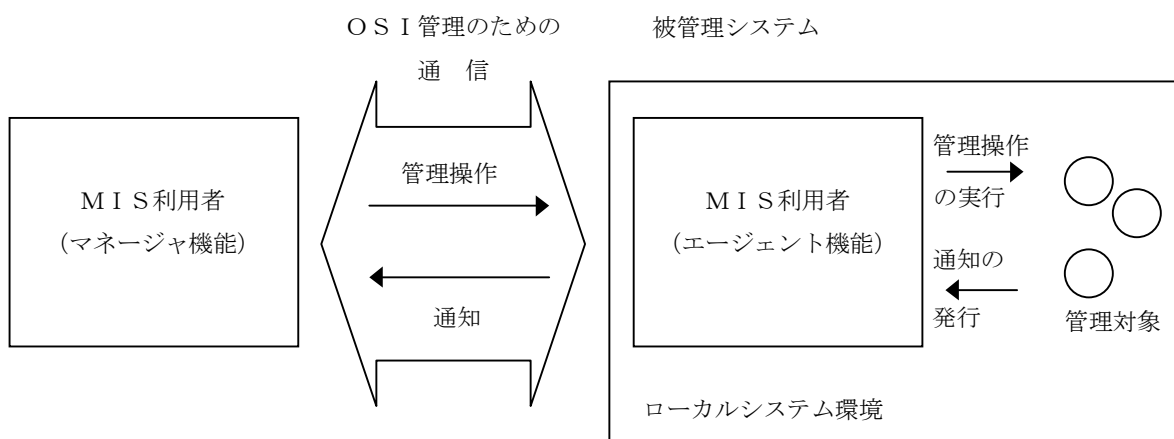 OSI管理のための
通　信
被管理システム
MIS利用者
(マネージャ機能)
管理操作
通知
MIS利用者
(エージェント機能)
管理操作
の実行
通知の
発行
管理対象
ローカルシステム環境